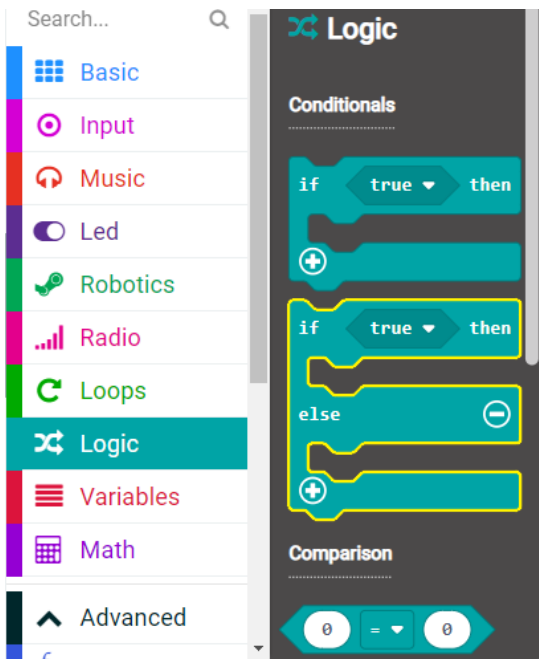 Search...
Basic
Input
Music
Led
Robotics
Radio
Loops
Logic
Variables
Math
Advanced
Logic
Conditionals
if true then
if true then
else
Comparison
0 = 0